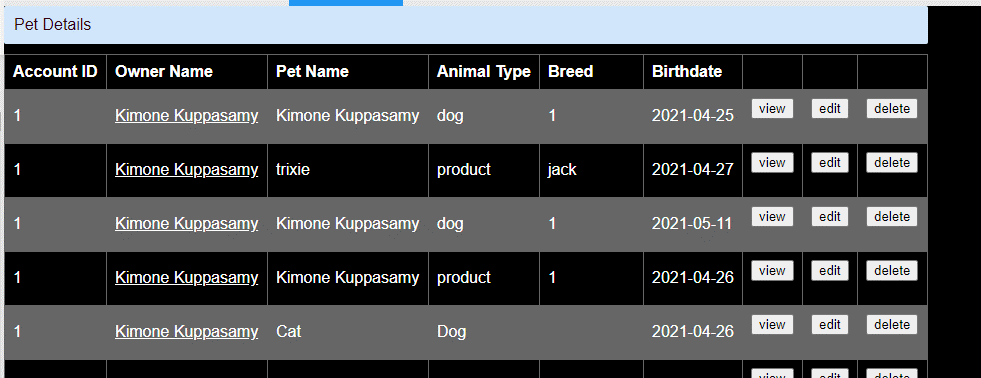 Pet Details
Account ID Owner Name Pet Name Animal Type Breed Birthdate
1 Kimone Kuppasamy Kimone Kuppasamy dog 1 2021-04-25 view edit delete
1 Kimone Kuppasamy trixie product jack 2021-04-27 view edit delete
1 Kimone Kuppasamy Kimone Kuppasamy dog 1 2021-05-11 view edit delete
1 Kimone Kuppasamy Kimone Kuppasamy product 1 2021-04-26 view edit delete
1 Kimone Kuppasamy Cat Dog 2021-04-26 view edit delete
view edit delete